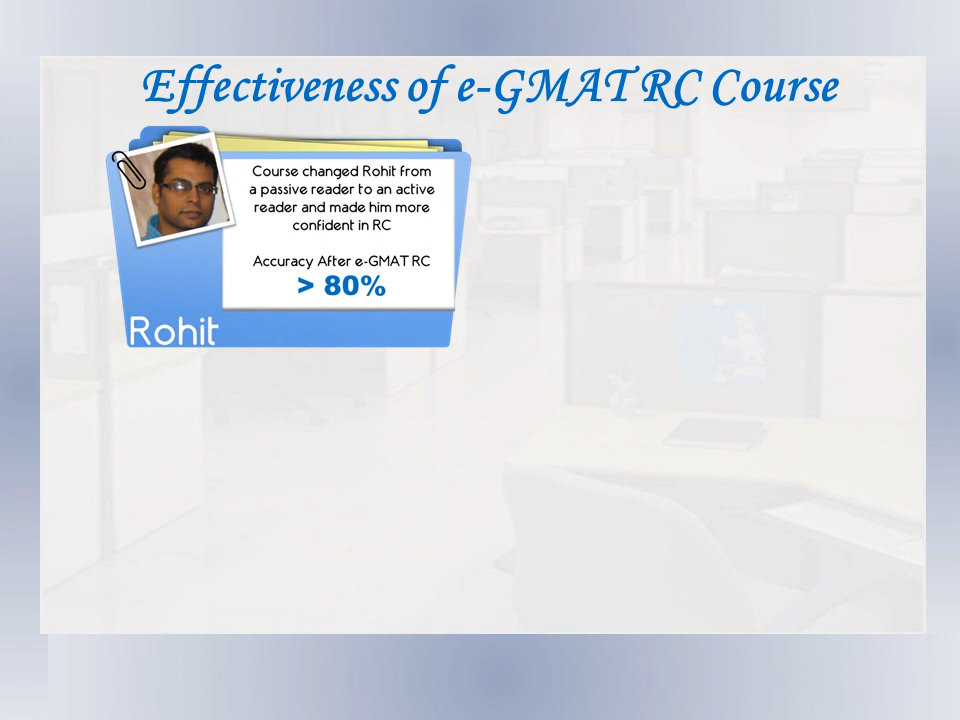 Effectiveness of e-GMAT RC Course
Course changed Rohit from
a passive reader to an active
reader and made him more
confident in RC
Accuracy After e-GMAT RC
> 80%
Rohit